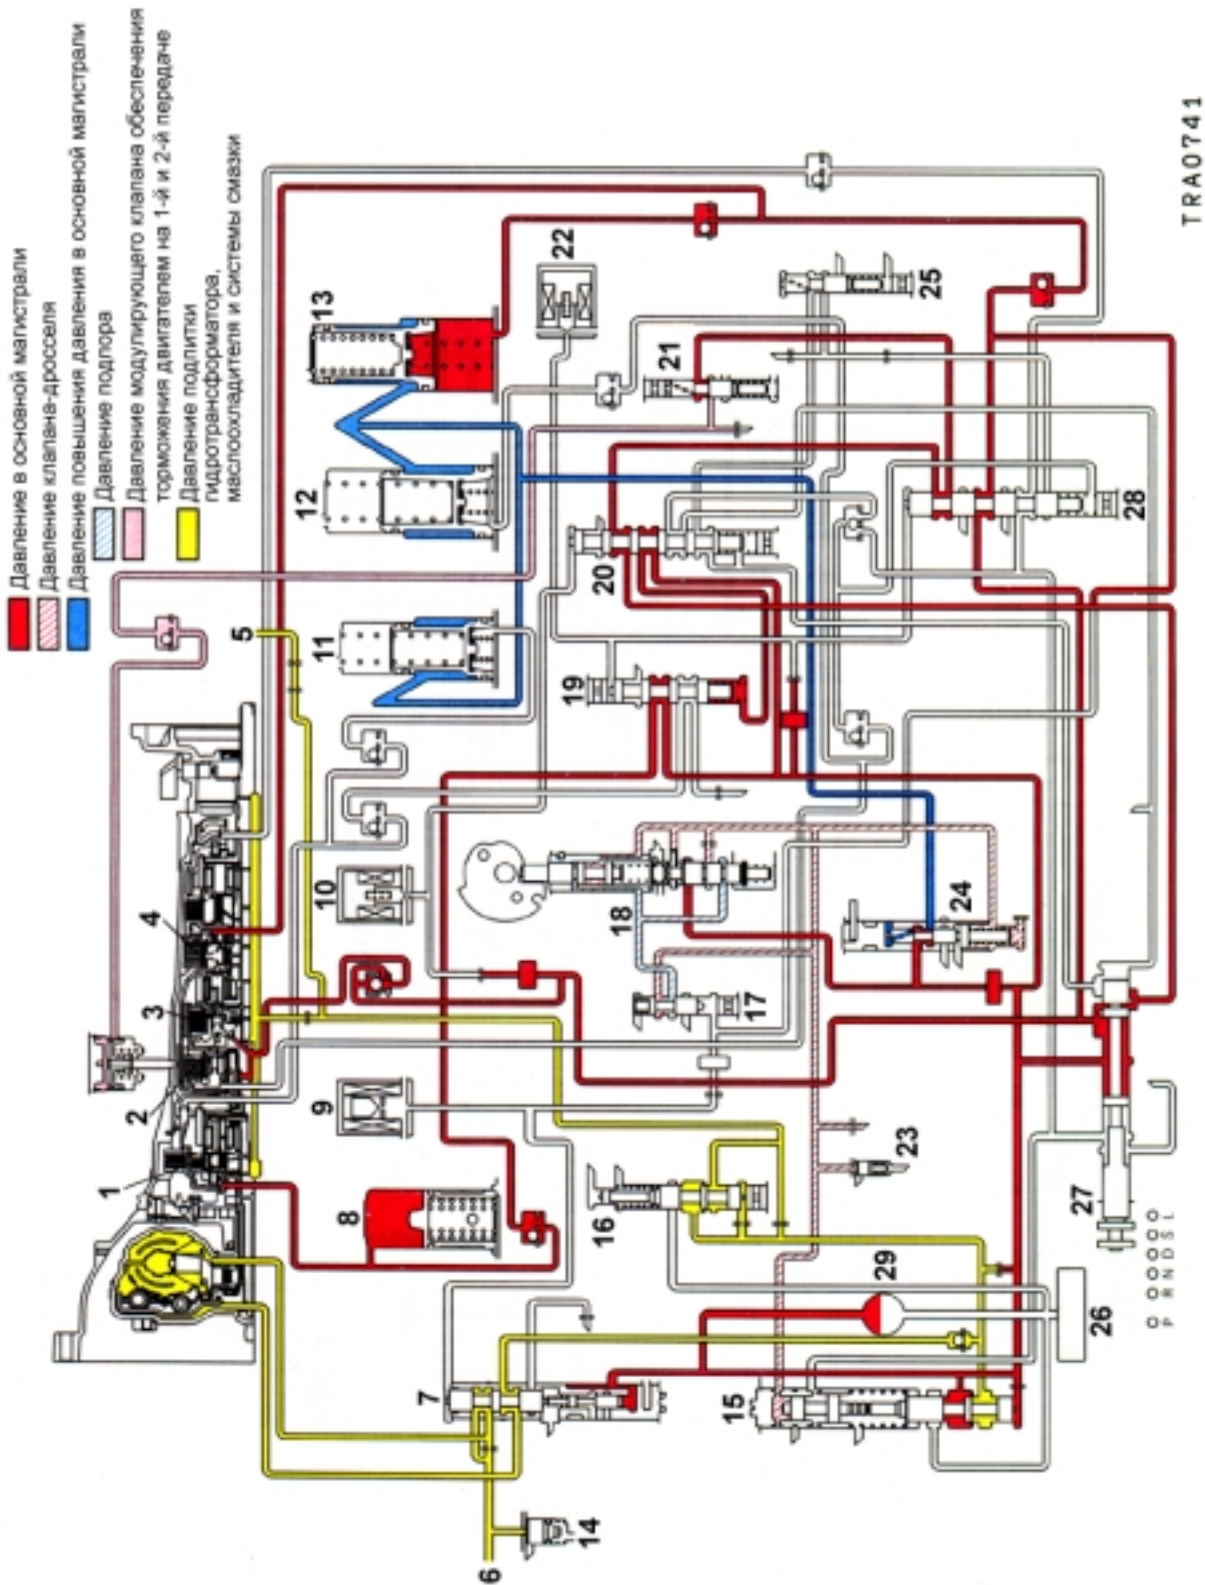 Давление в основной магистрали
Давление клапана-дросселя
Давление повышения давления в основной магистрали
Давление подпора
Давление модулирующего клапана обеспечения
торможения двигателем на 1-й и 2-й передаче
Давление подпитки
гидротрансформатора,
маслоохладителя и системы смазки
1
2
3
4
5
6
7
8
9
10
11
12
13
14
15
16
17
18
19
20
21
22
23
24
25
26
27
28
29
P R N D S L
TRA0741